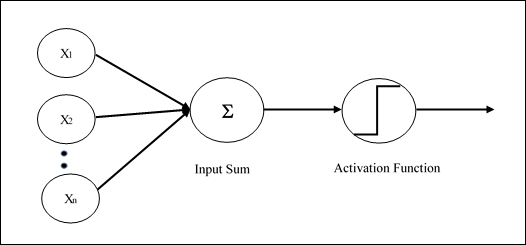 X1
X2
Σ
Input Sum
Activation Function
Xn